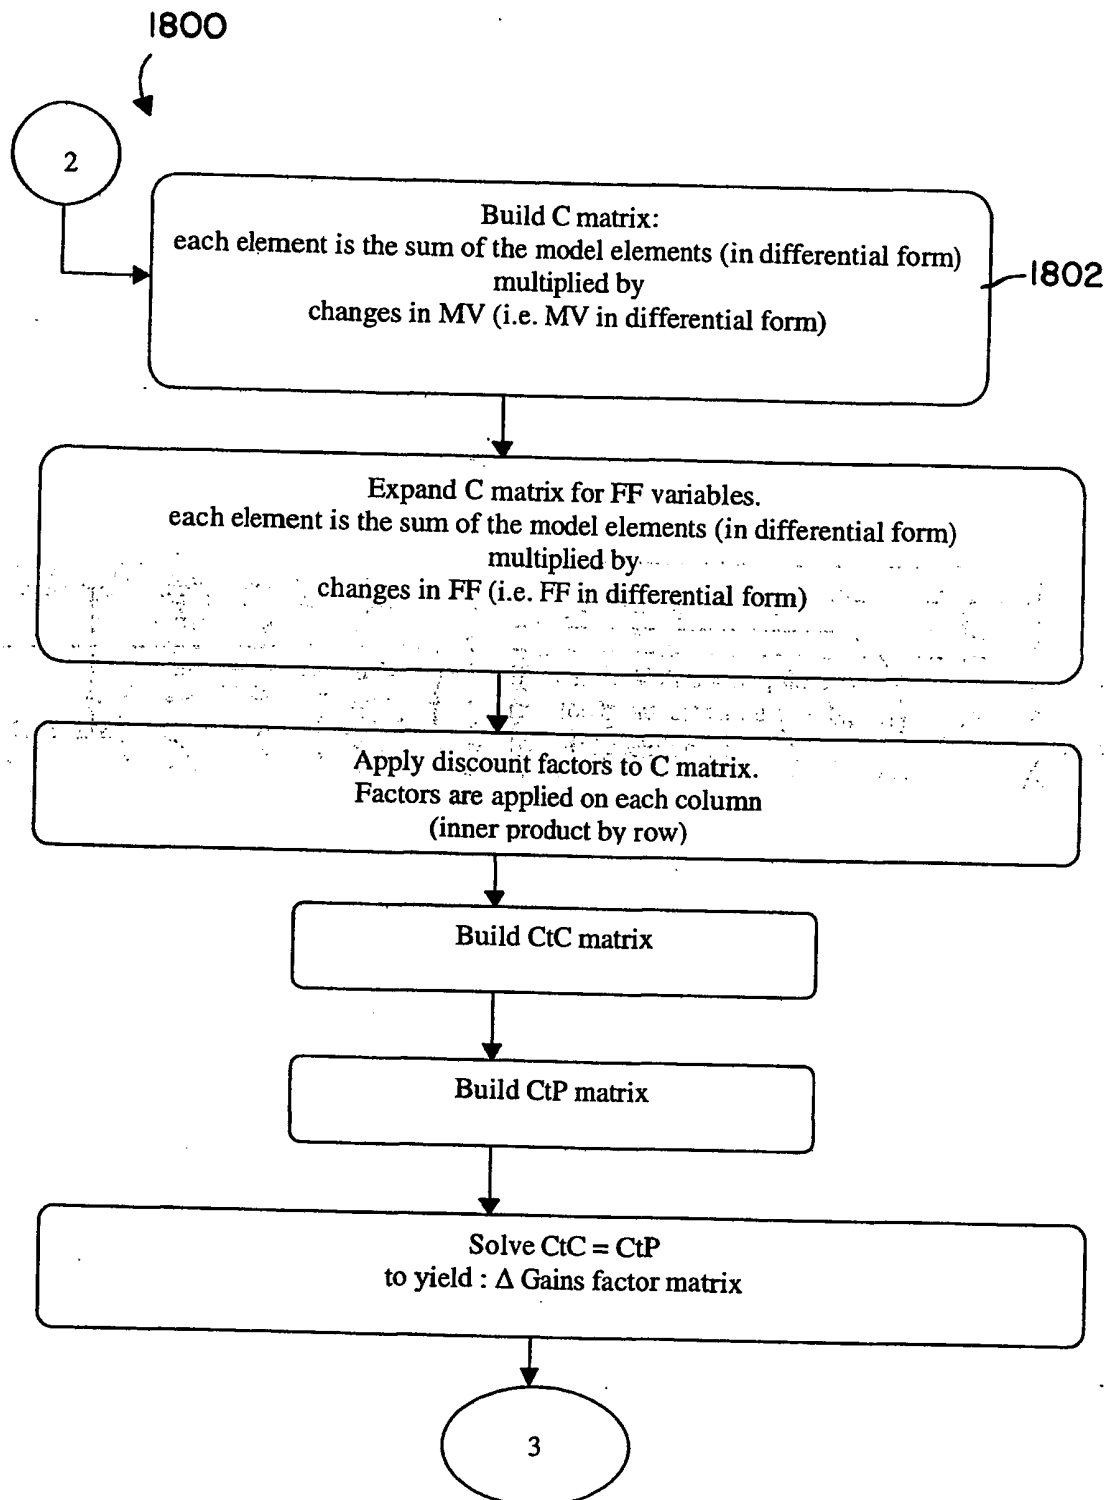 1800
2
Build C matrix:
each element is the sum of the model elements (in differential form)
multiplied by
changes in MV (i.e. MV in differential form)
1802
Expand C matrix for FF variables.
each element is the sum of the model elements (in differential form)
multiplied by
changes in FF (i.e. FF in differential form)
Apply discount factors to C matrix.
Factors are applied on each column
(inner product by row)
Build CtC matrix
Build CtP matrix
Solve CtC = CtP
to yield : Δ Gains factor matrix
3